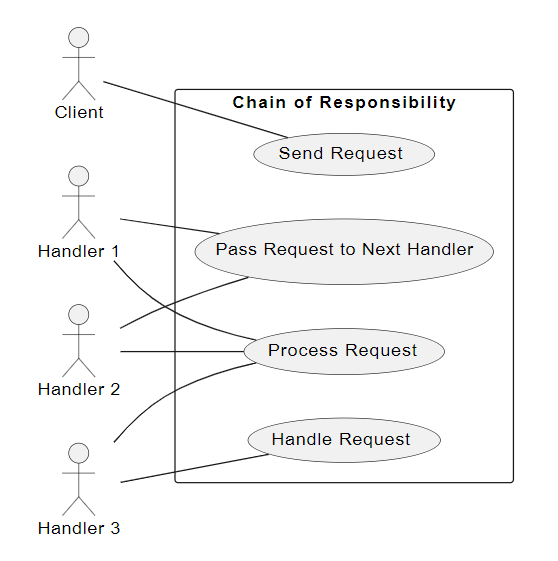 Chain of Responsibility
Client
Send Request
Handler 1
Pass Request to Next Handler
Handler 2
Process Request
Handle Request
Handler 3